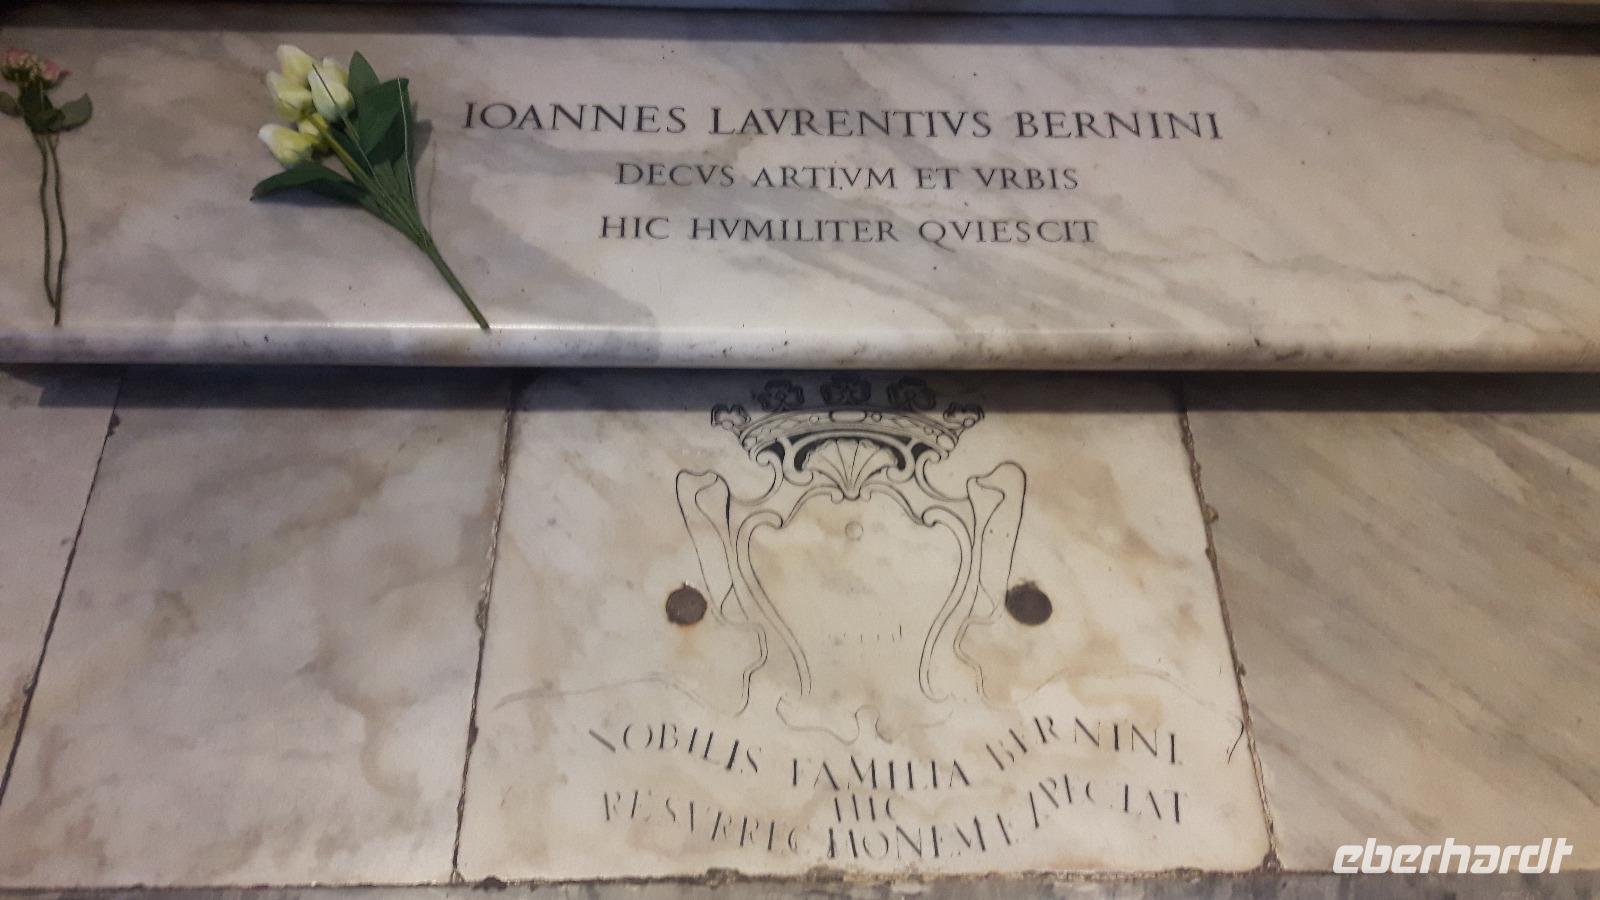 IOANNES LAVRENTIVS BERNINI
DECVS ARTIVM ET VRBIS
HIC HVMILITER QVIESCIT
NOBILIS FAMILIA BERNINI
HIC
RESVRRECTIONEM EXPECTAT
eberhardt